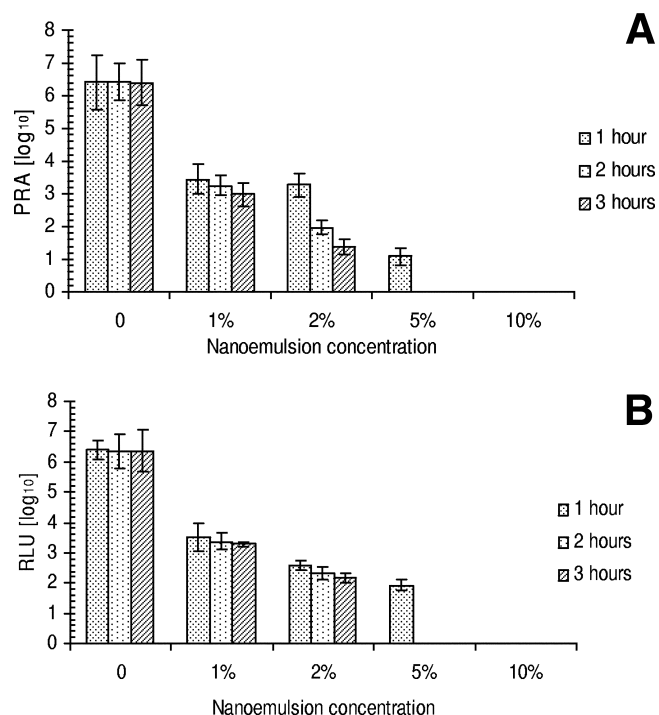 A
8
7
6
5
4
3
2
1
0
PRA [log10]
1 hour
2 hours
3 hours
0 1% 2% 5% 10%
Nanoemulsion concentration
B
8
7
6
5
4
3
2
1
0
RLU [log10]
1 hour
2 hours
3 hours
0 1% 2% 5% 10%
Nanoemulsion concentration